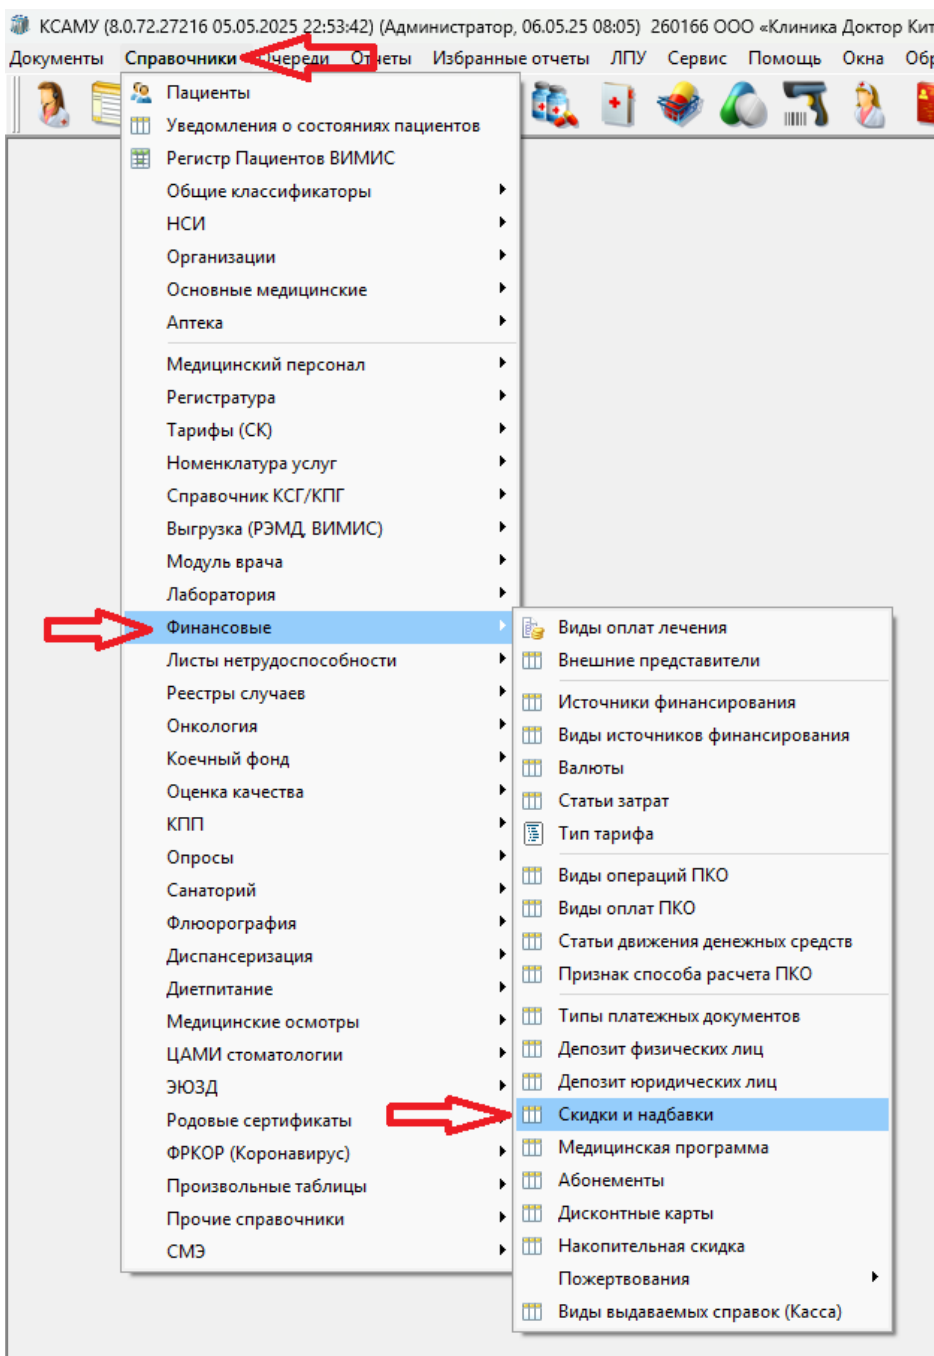 КСАМУ (8.0.72.27216 05.05.2025 22:53:42) (Администратор, 06.05.25 08:05) 260166 ООО «Клиника Доктор Кит
Документы Справочники Очереди Отчеты Избранные отчеты ЛПУ Сервис Помощь Окна Обр
Пациенты
Уведомления о состояниях пациентов
Регистр Пациентов ВИМИС
Общие классификаторы
НСИ
Организации
Основные медицинские
Аптека
Медицинский персонал
Регистратура
Тарифы (СК)
Номенклатура услуг
Справочник КСГ/КПГ
Выгрузка (РЭМД, ВИМИС)
Модуль врача
Лаборатория
Финансовые
Листы нетрудоспособности
Реестры случаев
Онкология
Коечный фонд
Оценка качества
КПП
Опросы
Санаторий
Флюорография
Диспансеризация
Диетпитание
Медицинские осмотры
ЦАМИ стоматологии
ЭЮЗД
Родовые сертификаты
ФРКОР (Коронавирус)
Произвольные таблицы
Прочие справочники
СМЭ
Виды оплат лечения
Внешние представители
Источники финансирования
Виды источников финансирования
Валюты
Статьи затрат
Тип тарифа
Виды операций ПКО
Виды оплат ПКО
Статьи движения денежных средств
Признак способа расчета ПКО
Типы платежных документов
Депозит физических лиц
Депозит юридических лиц
Скидки и надбавки
Медицинская программа
Абонементы
Дисконтные карты
Накопительная скидка
Пожертвования
Виды выдаваемых справок (Касса)